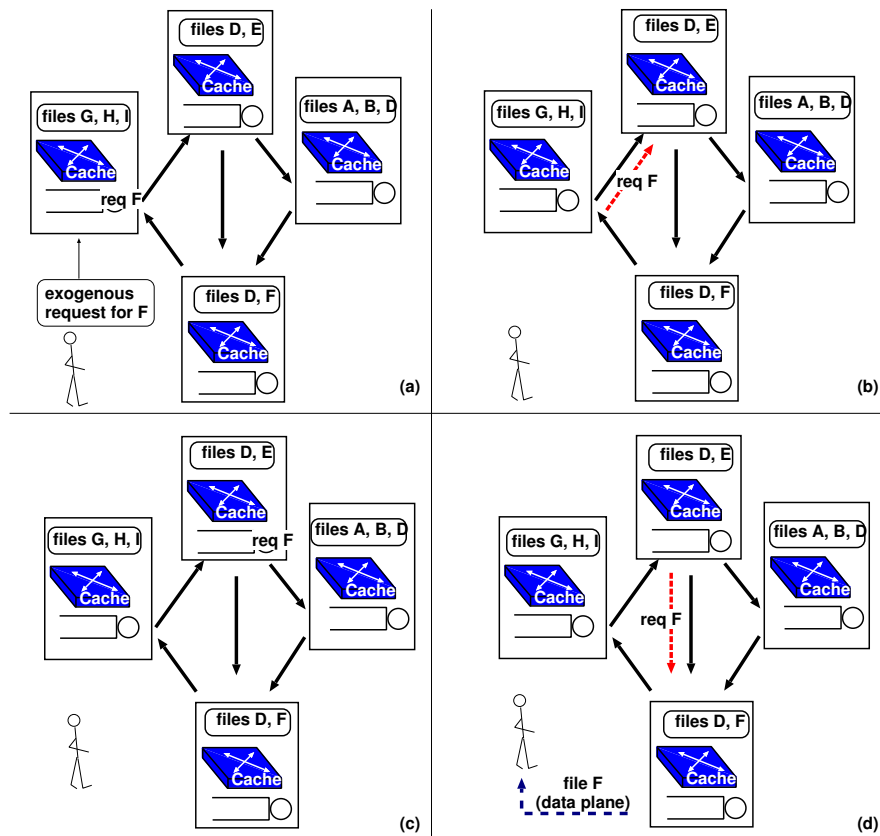 files D, E
Cache
files G, H, I
Cache
req F
files A, B, D
Cache
exogenous
request for F
files D, F
Cache
(a)
files D, E
Cache
files G, H, I
Cache
req F
files A, B, D
Cache
files D, F
Cache
(b)
files D, E
Cache
req F
files G, H, I
Cache
files A, B, D
Cache
files D, F
Cache
(c)
files D, E
Cache
files G, H, I
Cache
files A, B, D
Cache
req F
files D, F
Cache
file F
(data plane)
(d)